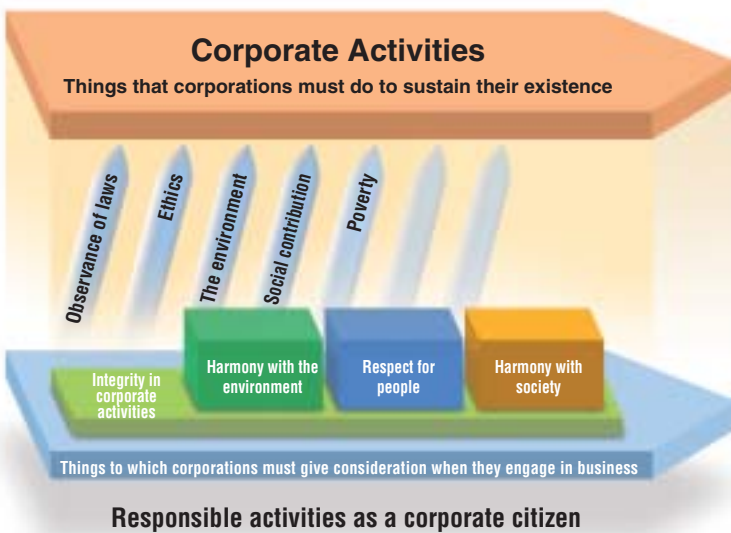 Corporate Activities
Things that corporations must do to sustain their existence
Observance of laws
Ethics
The environment
Social contribution
Poverty
Integrity in
corporate
activities
Harmony with the
environment
Respect for
people
Harmony with
society
Things to which corporations must give consideration when they engage in business
Responsible activities as a corporate citizen